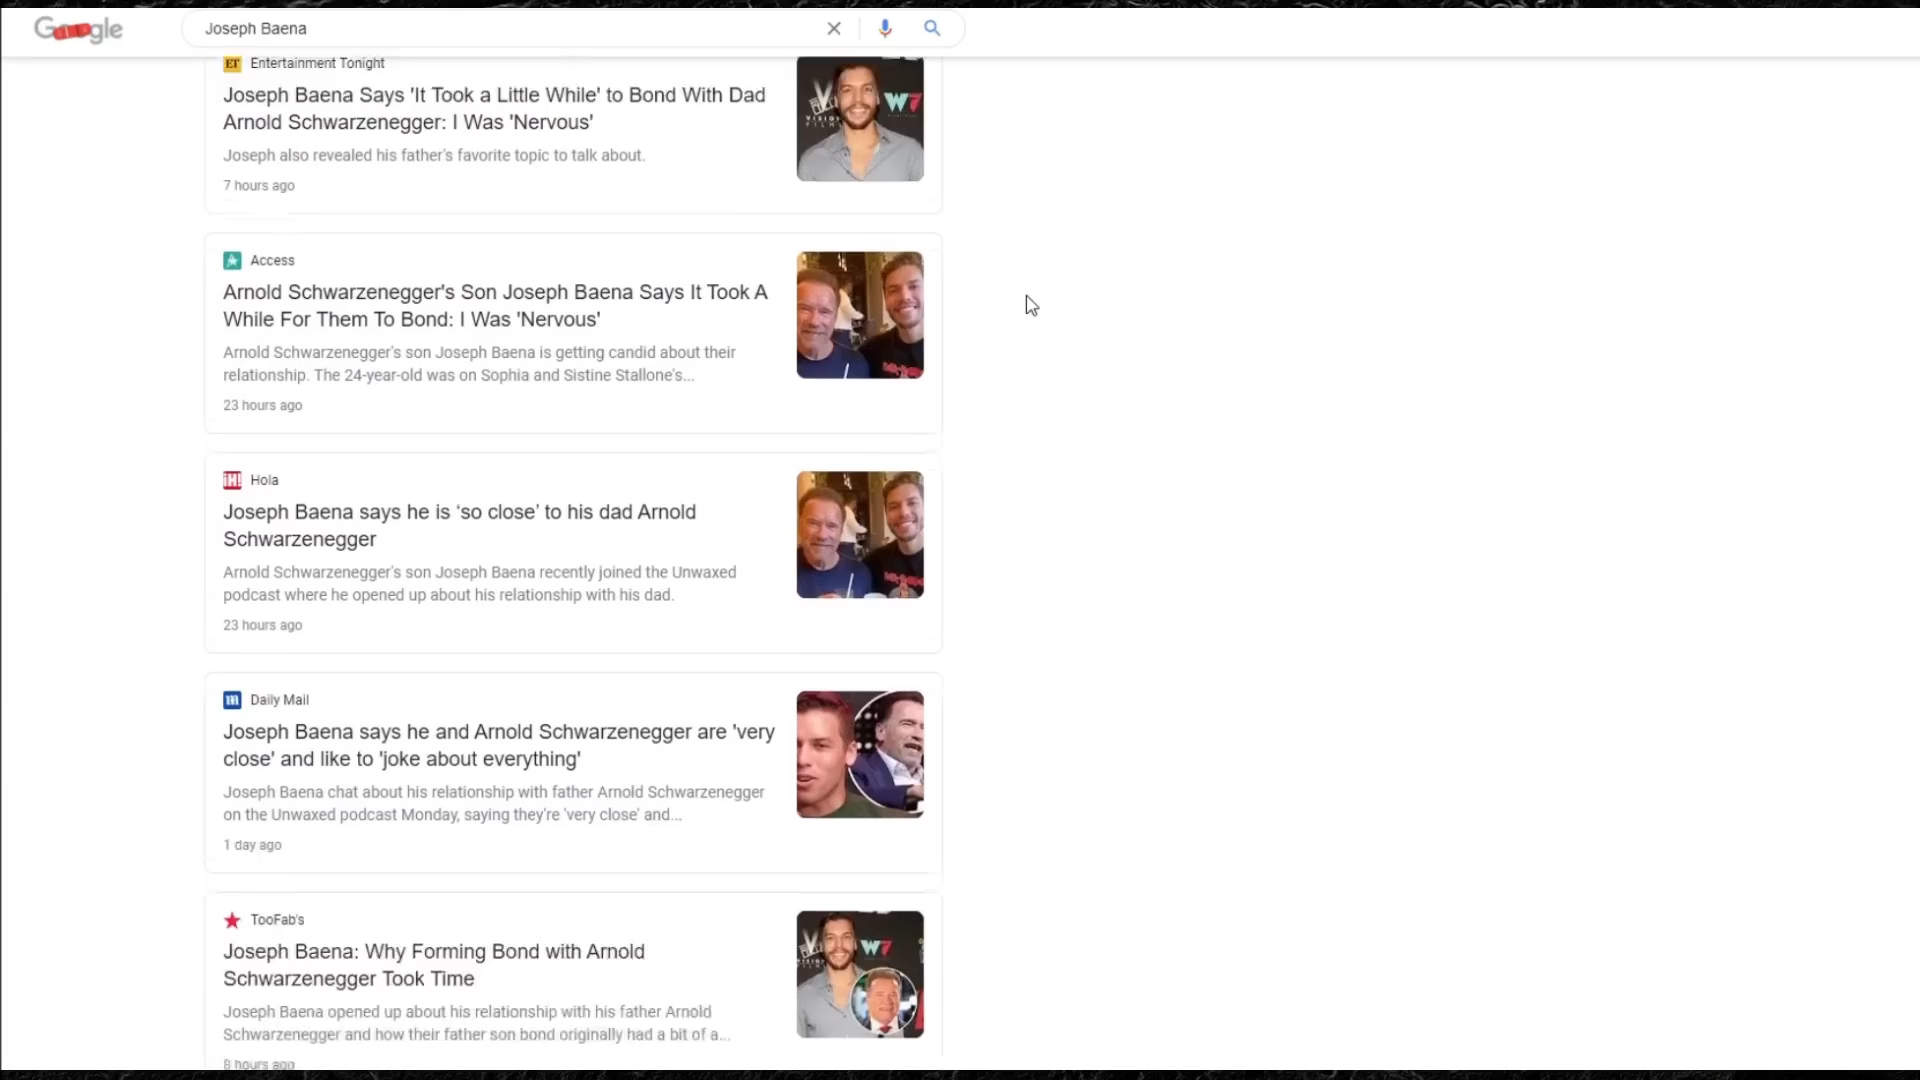 Google
Joseph Baena
Entertainment Tonight
Joseph Baena Says 'It Took a Little While' to Bond With Dad
Arnold Schwarzenegger: I Was 'Nervous'
Joseph also revealed his father's favorite topic to talk about.
7 hours ago
Access
Arnold Schwarzenegger's Son Joseph Baena Says It Took A
While For Them To Bond: I Was 'Nervous'
Arnold Schwarzenegger's son Joseph Baena is getting candid about their
relationship. The 24-year-old was on Sophia and Sistine Stallone's...
23 hours ago
Hola
Joseph Baena says he is ‘so close’ to his dad Arnold
Schwarzenegger
Arnold Schwarzenegger's son Joseph Baena recently joined the Unwaxed
podcast where he opened up about his relationship with his dad.
23 hours ago
Daily Mail
Joseph Baena says he and Arnold Schwarzenegger are 'very
close' and like to 'joke about everything'
Joseph Baena chat about his relationship with father Arnold Schwarzenegger
on the Unwaxed podcast Monday, saying they're 'very close' and...
1 day ago
TooFab's
Joseph Baena: Why Forming Bond with Arnold
Schwarzenegger Took Time
Joseph Baena opened up about his relationship with his father Arnold
Schwarzenegger and how their father son bond originally had a bit of a...
8 hours ago